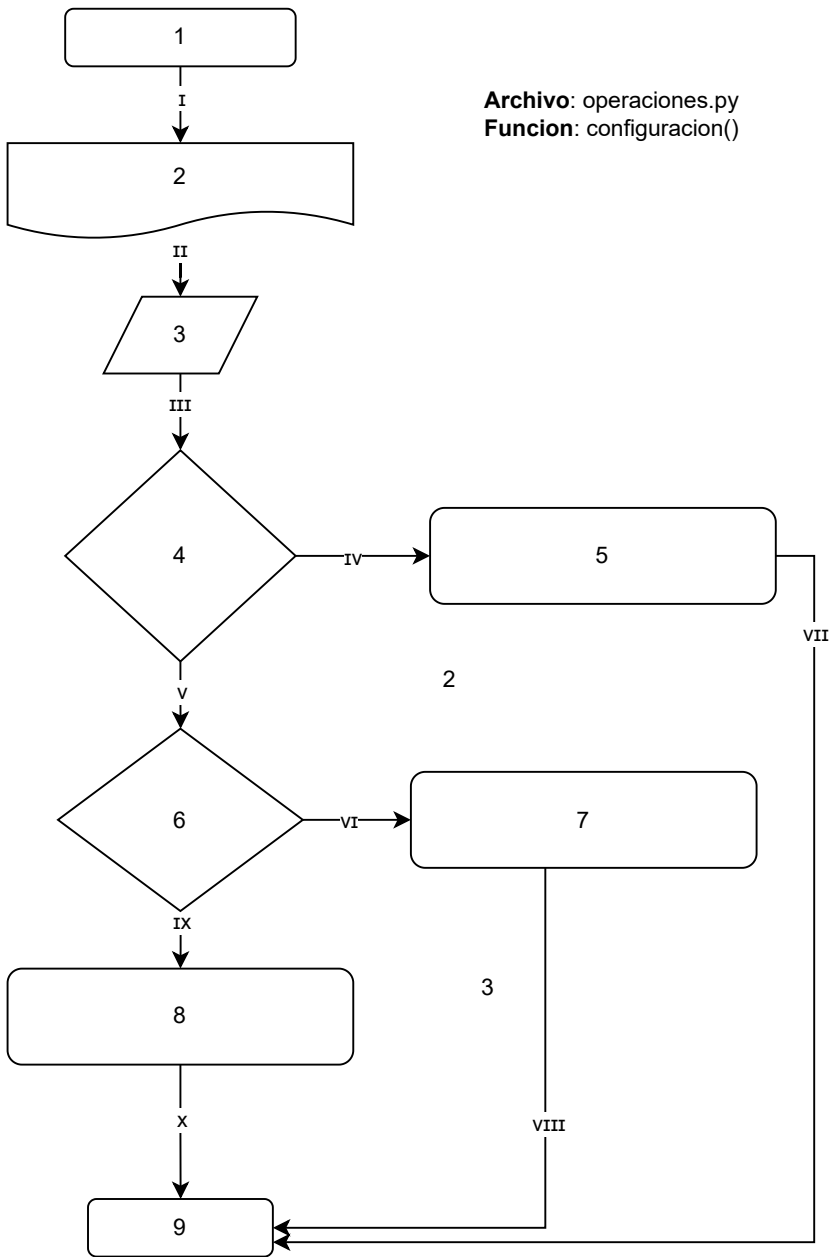 1
I
Archivo: operaciones.py
Funcion: configuracion()
2
II
3
III
4
IV
5
VII
2
V
6
VI
7
IX
3
8
X
VIII
9